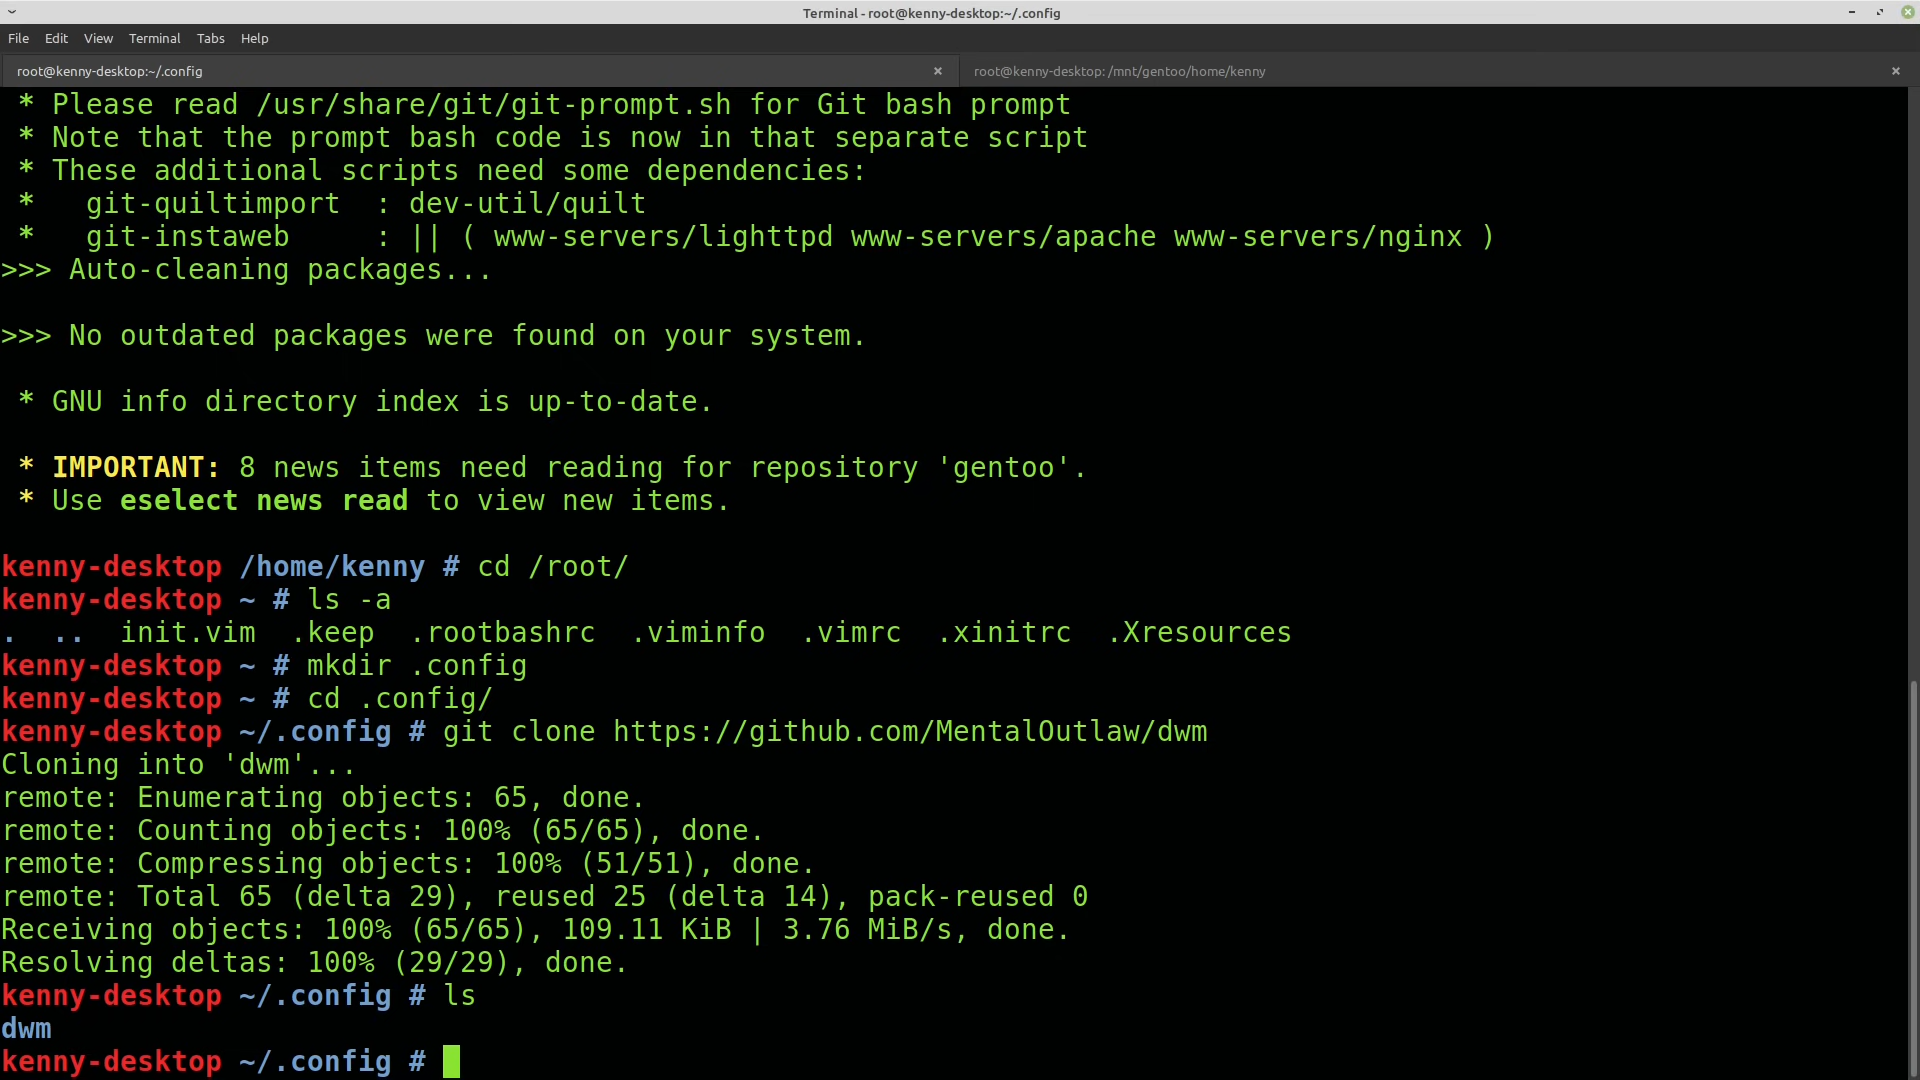 Terminal - root@kenny-desktop:~/.config
File Edit View Terminal Tabs Help
root@kenny-desktop:~/.config × root@kenny-desktop: /mnt/gentoo/home/kenny ×
 * Please read /usr/share/git/git-prompt.sh for Git bash prompt
 * Note that the prompt bash code is now in that separate script
 * These additional scripts need some dependencies:
 *   git-quiltimport  : dev-util/quilt
 *   git-instaweb     : || ( www-servers/lighttpd www-servers/apache www-servers/nginx )
>>> Auto-cleaning packages...
>>> No outdated packages were found on your system.
 * GNU info directory index is up-to-date.
 * IMPORTANT: 8 news items need reading for repository 'gentoo'.
 * Use eselect news read to view new items.
kenny-desktop /home/kenny # cd /root/
kenny-desktop ~ # ls -a
.  ..  init.vim  .keep  .rootbashrc  .viminfo  .vimrc  .xinitrc  .Xresources
kenny-desktop ~ # mkdir .config
kenny-desktop ~ # cd .config/
kenny-desktop ~/.config # git clone https://github.com/MentalOutlaw/dwm
Cloning into 'dwm'...
remote: Enumerating objects: 65, done.
remote: Counting objects: 100% (65/65), done.
remote: Compressing objects: 100% (51/51), done.
remote: Total 65 (delta 29), reused 25 (delta 14), pack-reused 0
Receiving objects: 100% (65/65), 109.11 KiB | 3.76 MiB/s, done.
Resolving deltas: 100% (29/29), done.
kenny-desktop ~/.config # ls
dwm
kenny-desktop ~/.config #